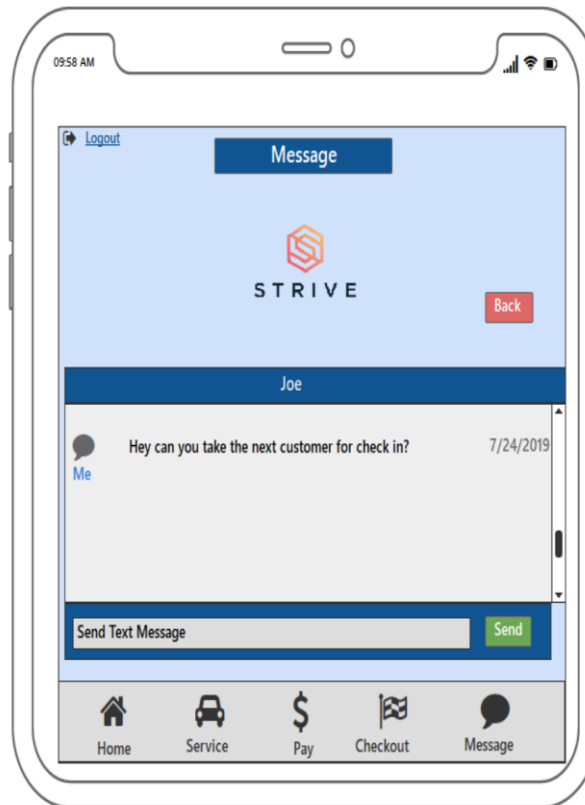 09:58 AM
Logout
Message
STRIVE
Back
Joe
Hey can you take the next customer for check in?
7/24/2019
Me
Send Text Message
Send
Home
Service
Pay
Checkout
Message